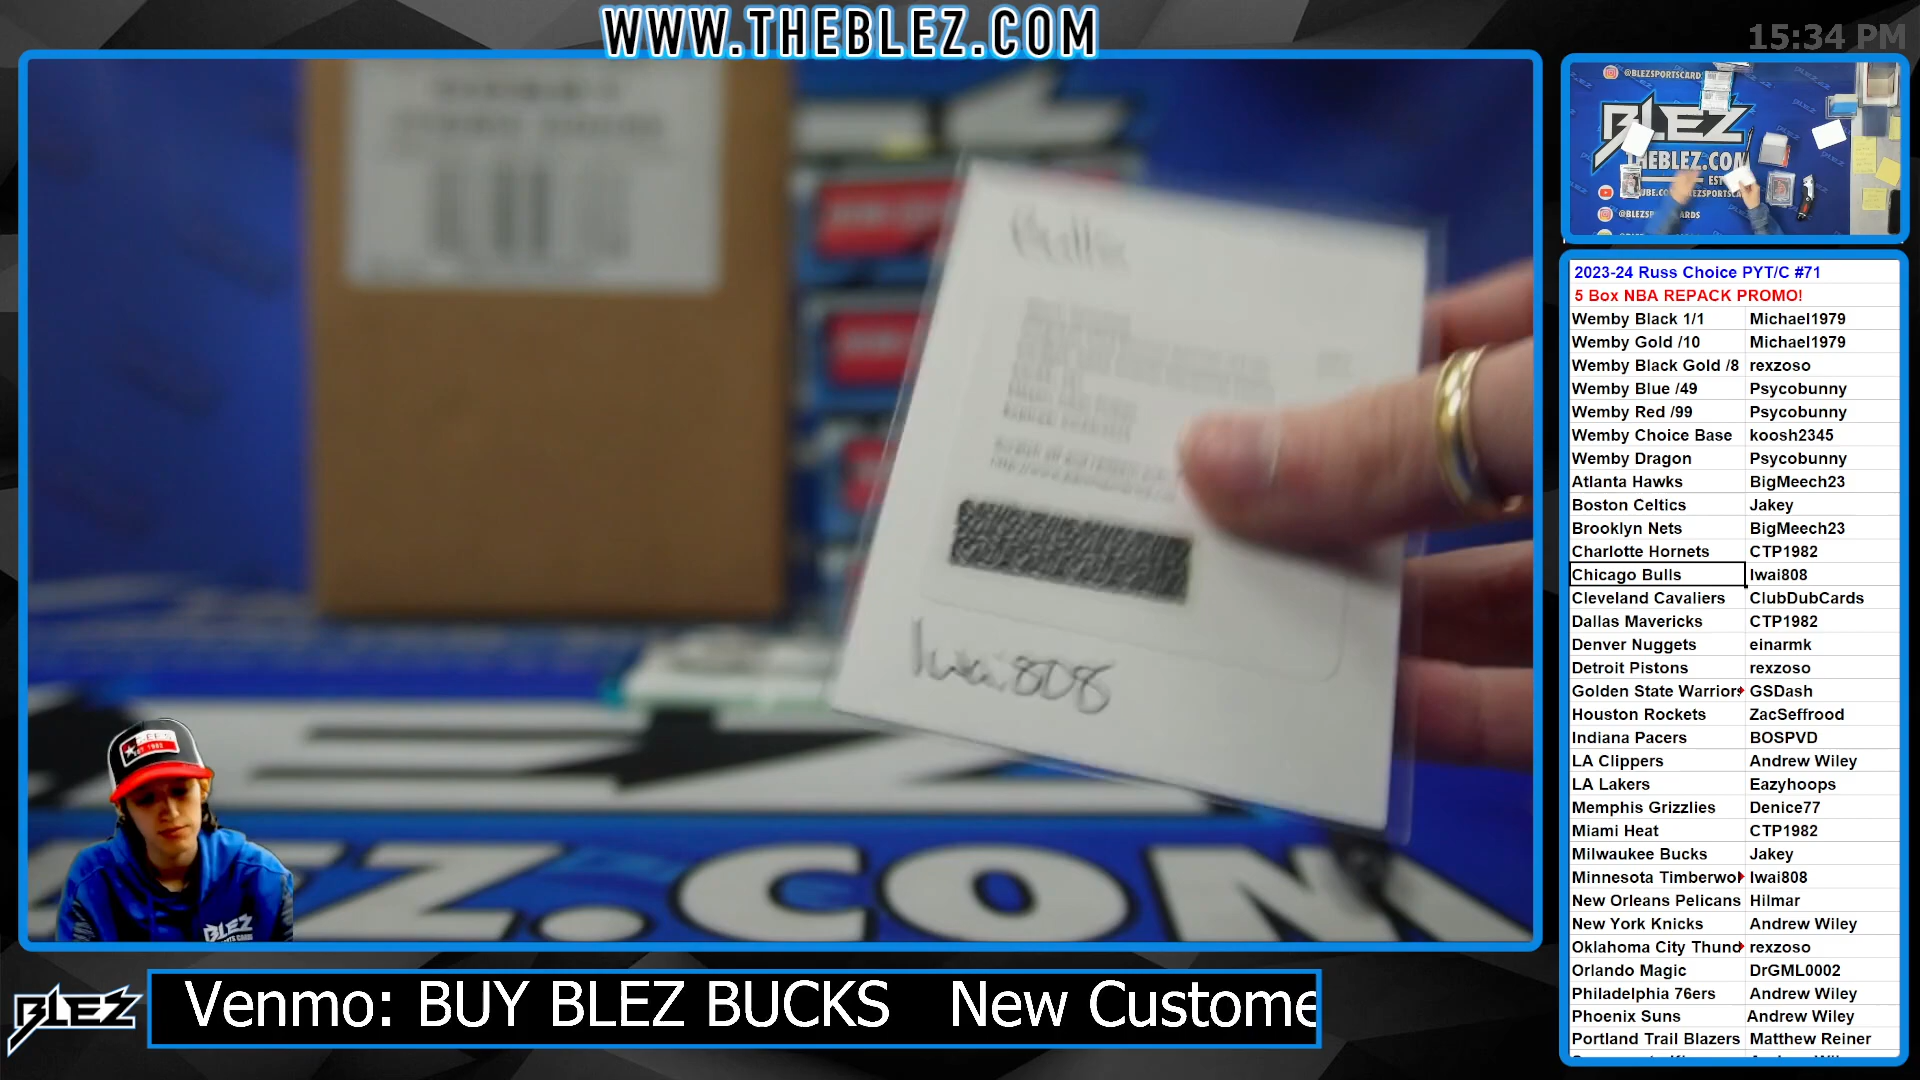 WWW.THEBLEZ.COM
15:34 PM
@BLEZSPORTSCARD
BLEZ
THEBLEZ.COM
Bulls
Iwai808
2023-24 Russ Choice PYT/C #71
5 Box NBA REPACK PROMO!
Wemby Black 1/1 Michael1979
Wemby Gold /10 Michael1979
Wemby Black Gold /8 rexzoso
Wemby Blue /49 Psycobunny
Wemby Red /99 Psycobunny
Wemby Choice Base koosh2345
Wemby Dragon Psycobunny
Atlanta Hawks BigMeech23
Boston Celtics Jakey
Brooklyn Nets BigMeech23
Charlotte Hornets CTP1982
Chicago Bulls Iwai808
Cleveland Cavaliers ClubDubCards
Dallas Mavericks CTP1982
Denver Nuggets einarmk
Detroit Pistons rexzoso
Golden State Warriors GSDash
Houston Rockets ZacSeffrood
Indiana Pacers BOSPVD
LA Clippers Andrew Wiley
LA Lakers Eazyhoops
Memphis Grizzlies Denice77
Miami Heat CTP1982
Milwaukee Bucks Jakey
Minnesota Timberwol Iwai808
New Orleans Pelicans Hilmar
New York Knicks Andrew Wiley
Oklahoma City Thund rexzoso
Orlando Magic DrGML0002
Philadelphia 76ers Andrew Wiley
Phoenix Suns Andrew Wiley
Portland Trail Blazers Matthew Reiner
EZ.COM
BLEZ
BLEZ
Venmo: BUY BLEZ BUCKS New Custome